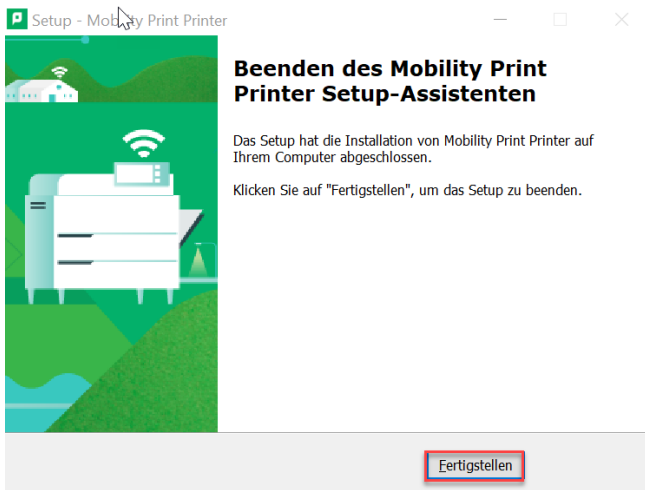 Setup - Mobility Print Printer
Beenden des Mobility Print
Printer Setup-Assistenten
Das Setup hat die Installation von Mobility Print Printer auf
Ihrem Computer abgeschlossen.
Klicken Sie auf "Fertigstellen", um das Setup zu beenden.
Fertigstellen